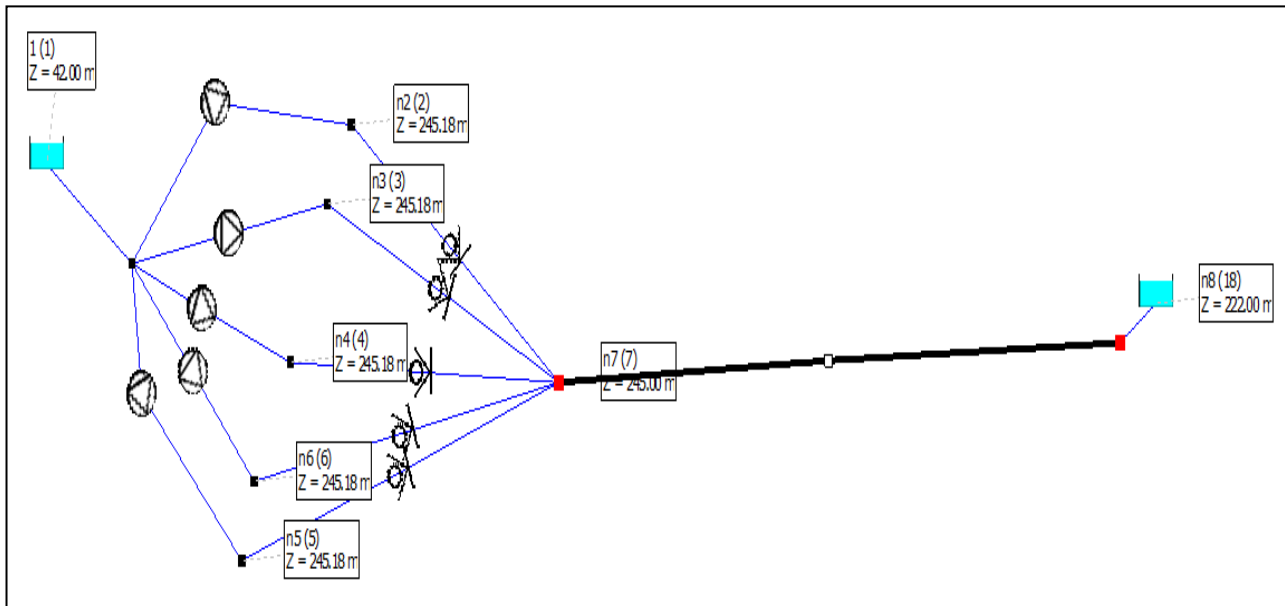 1 (1)
Z = 42.00 m
n2 (2)
Z = 245.18 m
n3 (3)
Z = 245.18 m
n4 (4)
Z = 245.18 m
n6 (6)
Z = 245.18 m
n5 (5)
Z = 245.18 m
n7 (7)
Z = 245.00 m
n8 (18)
Z = 222.00 m